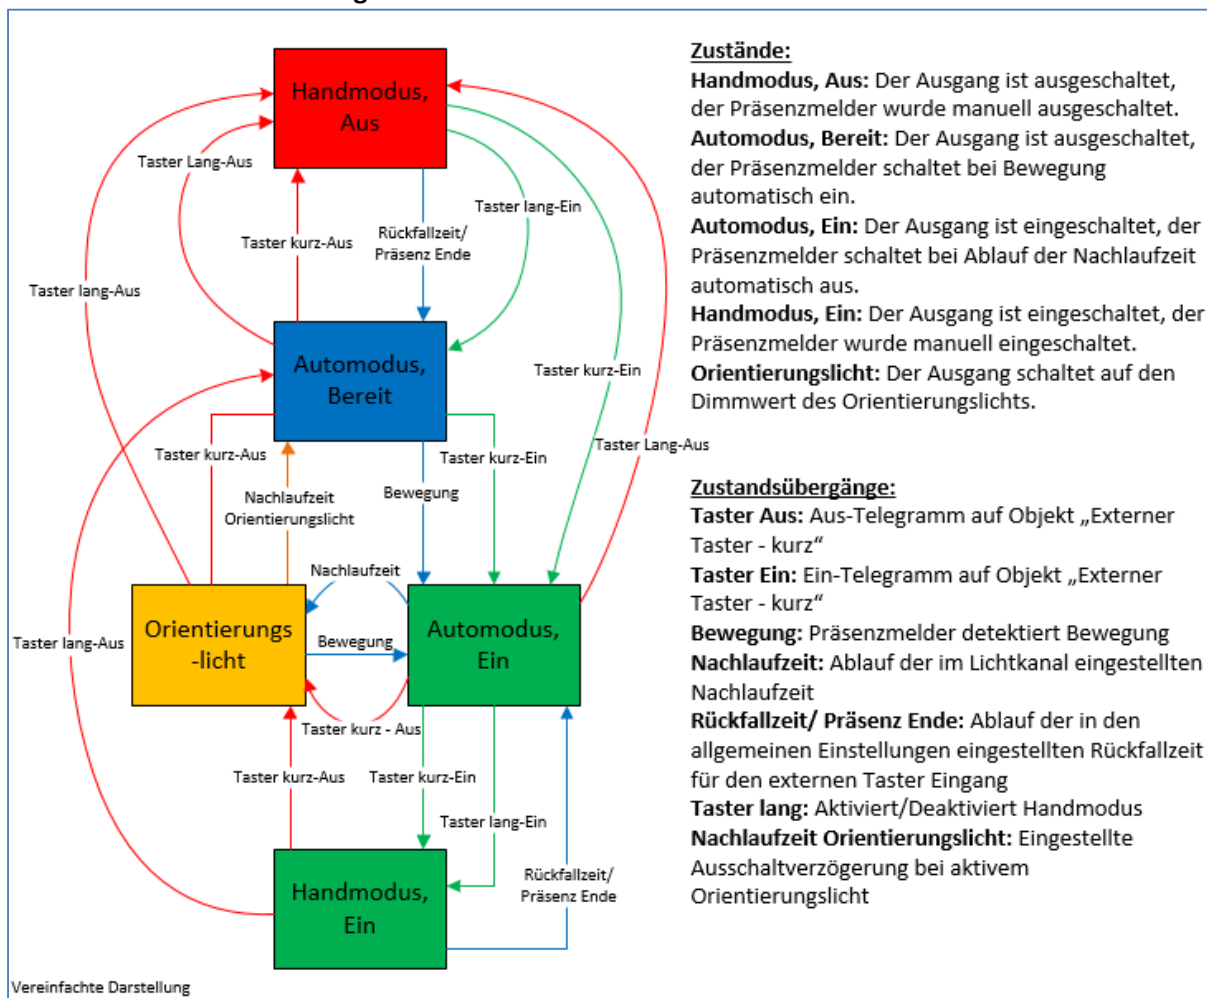 g
Handmodus,
Aus
Taster Lang-Aus
Taster lang-Ein
Rückfallzeit/
Präsenz Ende
Taster kurz-Aus
Taster lang-Aus
Automodus,
Bereit
Taster kurz-Ein
Taster Lang-Aus
Taster kurz-Aus
Taster kurz-Ein
Bewegung
Nachlaufzeit
Orientierungslicht
Nachlaufzeit
Orientierungs
-licht
Bewegung
Automodus,
Ein
Taster lang-Aus
Taster kurz - Aus
Taster kurz-Aus
Taster kurz-Ein
Taster lang-Ein
Rückfallzeit/
Präsenz Ende
Handmodus,
Ein
Vereinfachte Darstellung
Zustände:
Handmodus, Aus: Der Ausgang ist ausgeschaltet,
der Präsenzmelder wurde manuell ausgeschaltet.
Automodus, Bereit: Der Ausgang ist ausgeschaltet,
der Präsenzmelder schaltet bei Bewegung
automatisch ein.
Automodus, Ein: Der Ausgang ist eingeschaltet, der
Präsenzmelder schaltet bei Ablauf der Nachlaufzeit
automatisch aus.
Handmodus, Ein: Der Ausgang ist eingeschaltet, der
Präsenzmelder wurde manuell eingeschaltet.
Orientierungslicht: Der Ausgang schaltet auf den
Dimmwert des Orientierungslichts.
Zustandsübergänge:
Taster Aus: Aus-Telegramm auf Objekt „Externer
Taster - kurz“
Taster Ein: Ein-Telegramm auf Objekt „Externer
Taster - kurz“
Bewegung: Präsenzmelder detektiert Bewegung
Nachlaufzeit: Ablauf der im Lichtkanal eingestellten
Nachlaufzeit
Rückfallzeit/ Präsenz Ende: Ablauf der in den
allgemeinen Einstellungen eingestellten Rückfallzeit
für den externen Taster Eingang
Taster lang: Aktiviert/Deaktiviert Handmodus
Nachlaufzeit Orientierungslicht: Eingestellte
Ausschaltverzögerung bei aktivem
Orientierungslicht